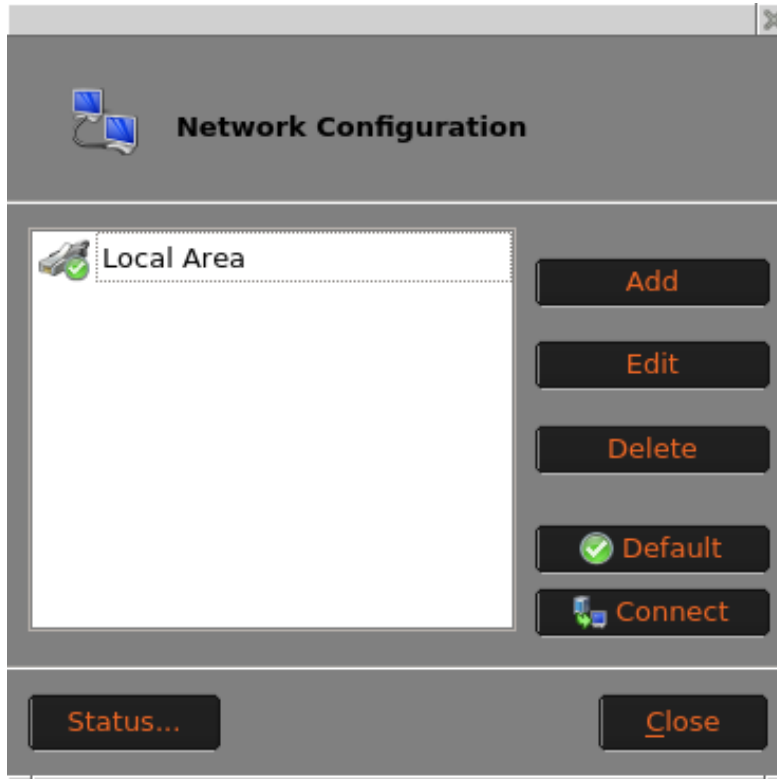 Network Configuration
Local Area
Add
Edit
Delete
Default
Connect
Status...
Close